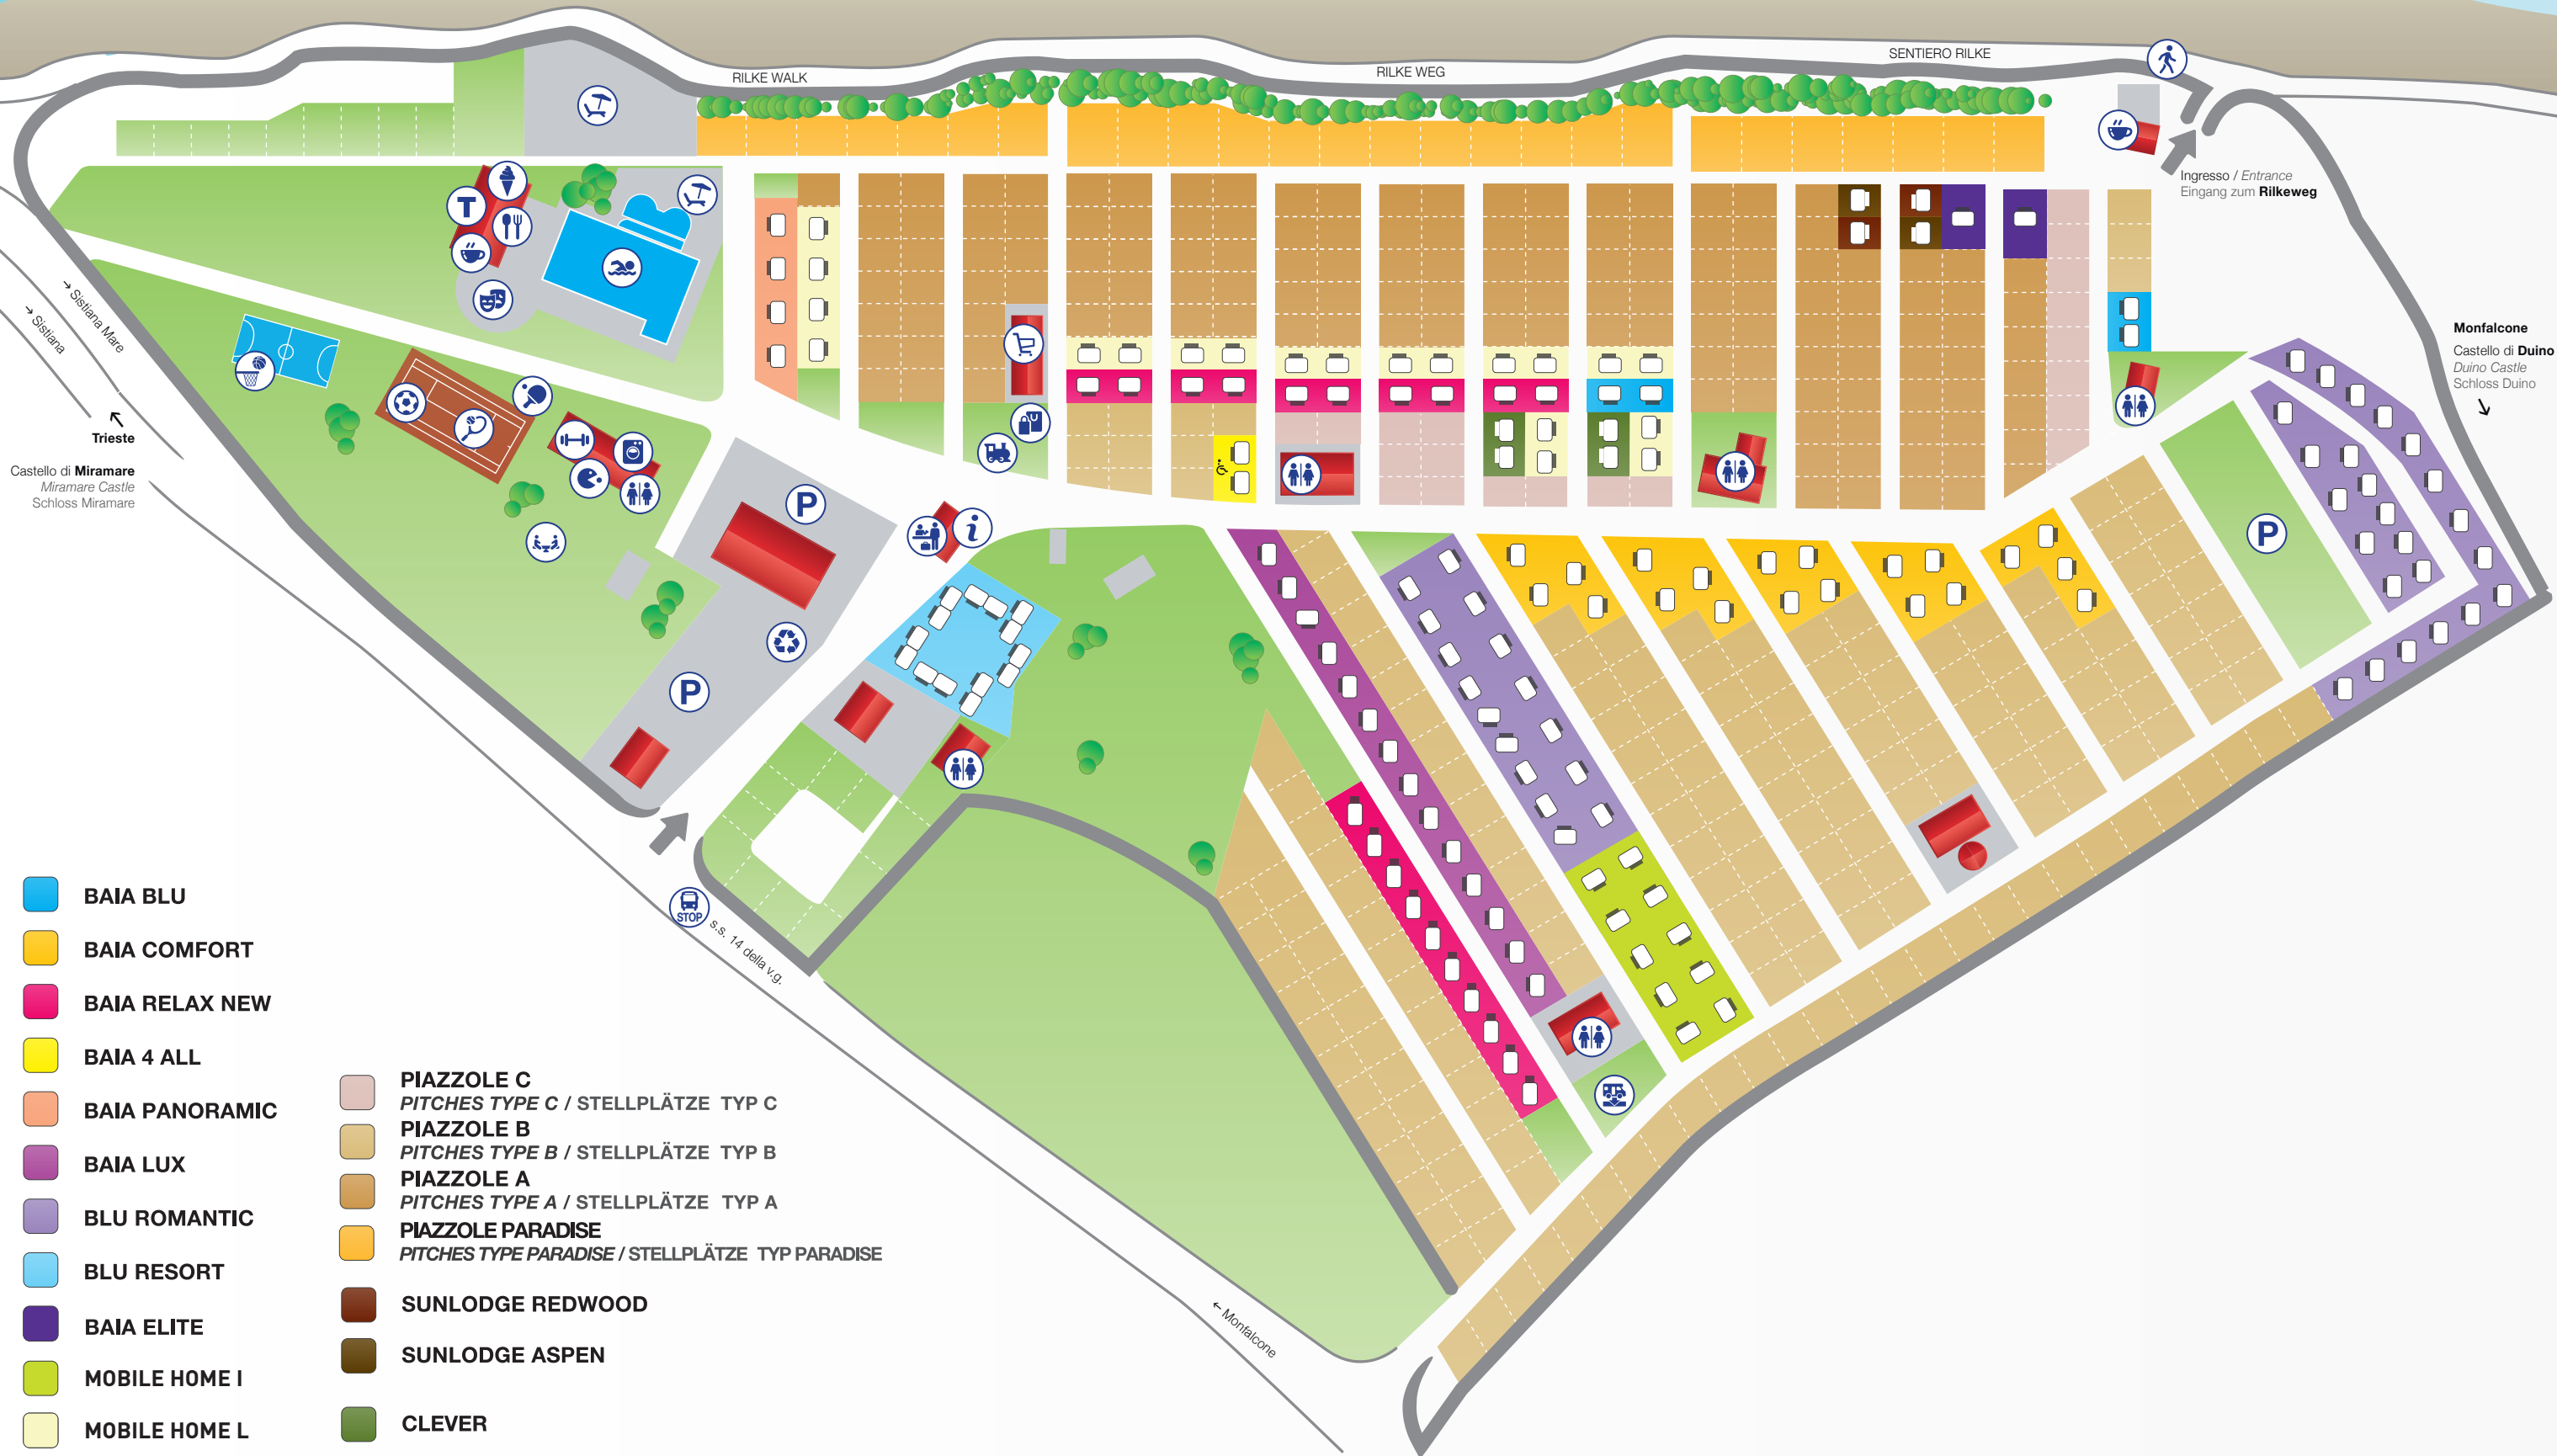 RILKE WALK
RILKE WEG
SENTIERO RILKE
Ingresso / Entrance
Eingang zum Rilkeweg
T
→ Sistiana Mare
→ Sistiana
Trieste
Castello di Miramare
Miramare Castle
Schloss Miramare
Monfalcone
Castello di Duino
Duino Castle
Schloss Duino
P
i
P
P
STOP
s.s. 14 della v.g.
← Monfalcone
BAIA BLU
BAIA COMFORT
BAIA RELAX NEW
BAIA 4 ALL
BAIA PANORAMIC
BAIA LUX
BLU ROMANTIC
BLU RESORT
BAIA ELITE
MOBILE HOME I
MOBILE HOME L
PIAZZOLE C
PITCHES TYPE C / STELLPLÄTZE TYP C
PIAZZOLE B
PITCHES TYPE B / STELLPLÄTZE TYP B
PIAZZOLE A
PITCHES TYPE A / STELLPLÄTZE TYP A
PIAZZOLE PARADISE
PITCHES TYPE PARADISE / STELLPLÄTZE TYP PARADISE
SUNLODGE REDWOOD
SUNLODGE ASPEN
CLEVER